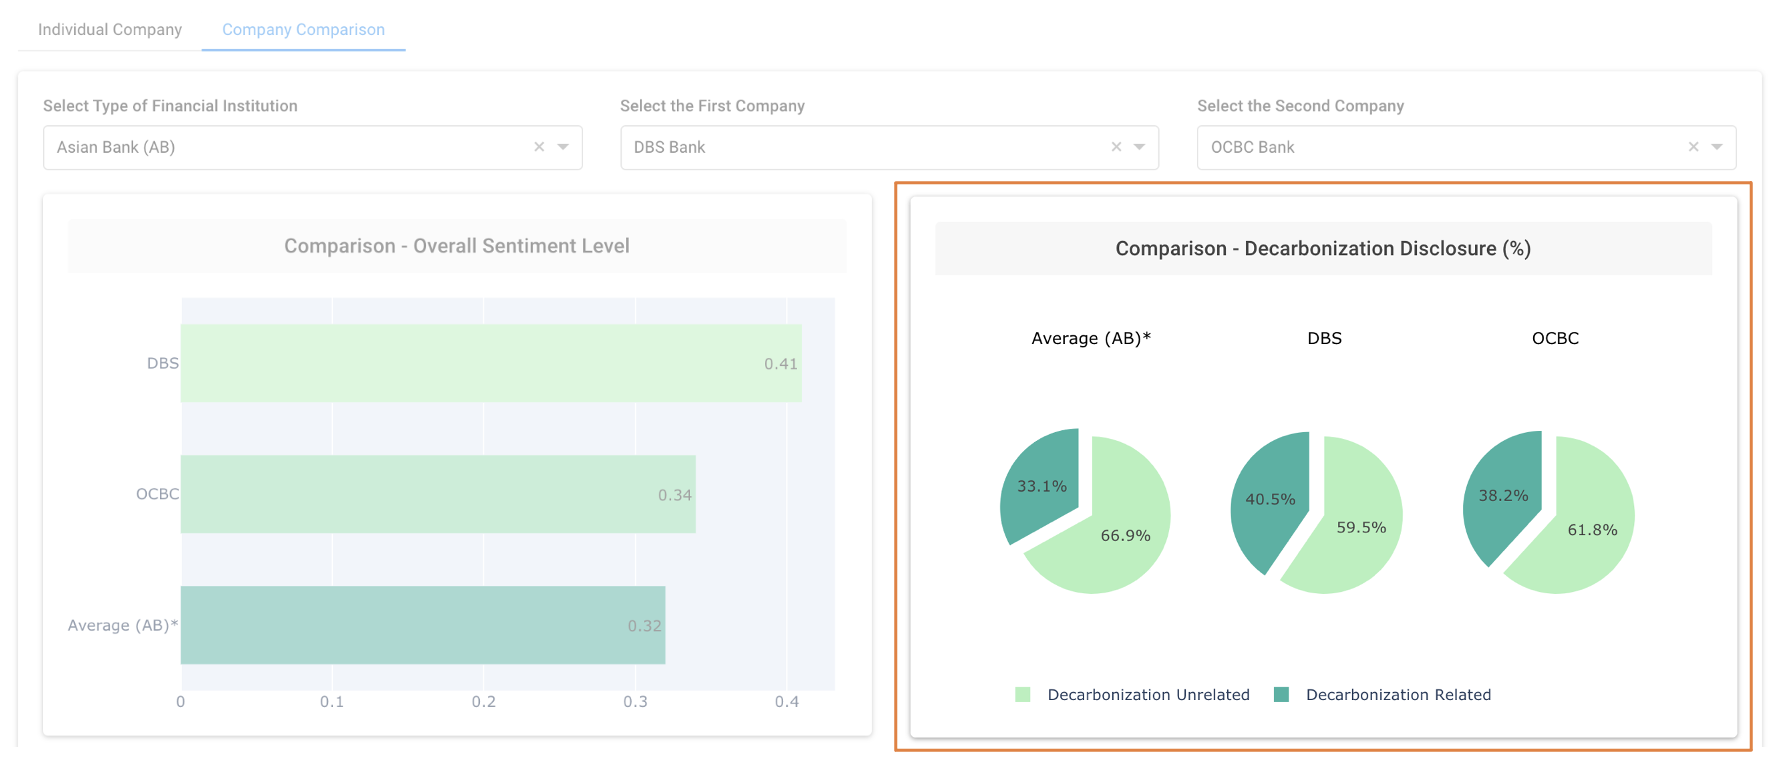 Individual Company
Company Comparison
Select Type of Financial Institution
Select the First Company
Select the Second Company
Asian Bank (AB)
DBS Bank
OCBC Bank
Comparison - Overall Sentiment Level
DBS
0.41
OCBC
0.34
Average (AB)*
0.32
0 0.1 0.2 0.3 0.4
Comparison - Decarbonization Disclosure (%)
Average (AB)*
DBS
OCBC
33.1%
66.9%
40.5%
59.5%
38.2%
61.8%
Decarbonization Unrelated
Decarbonization Related